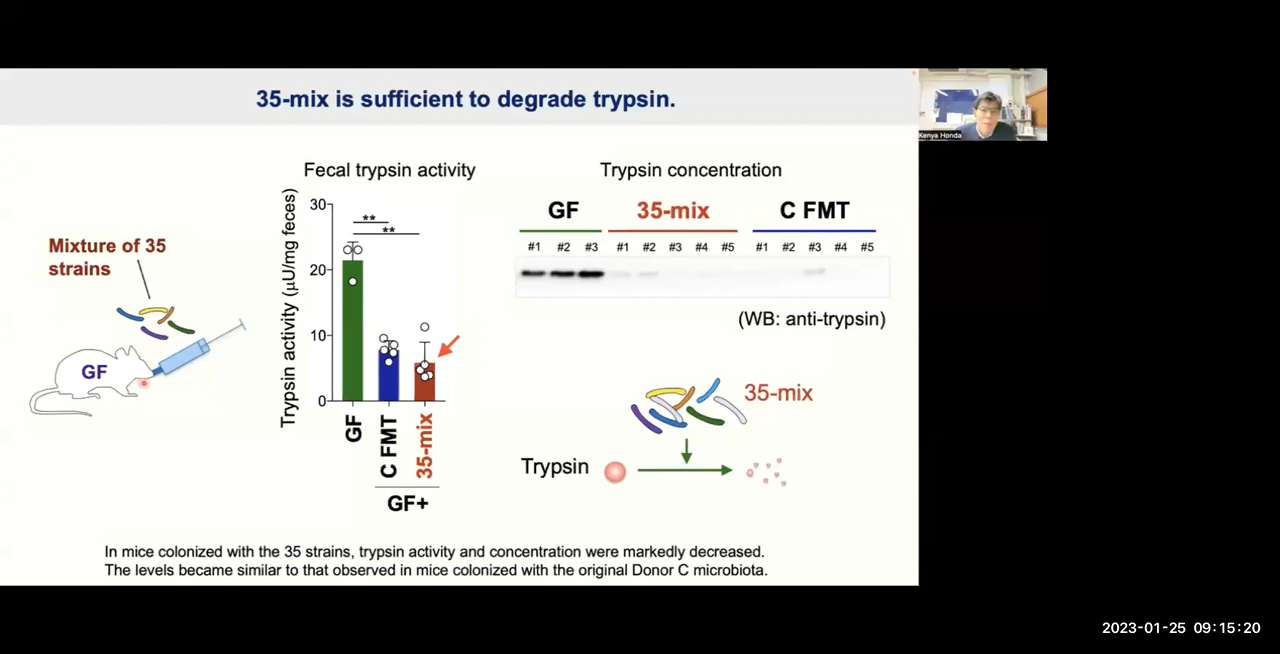 35-mix is sufficient to degrade trypsin.
Kenya Honda
Mixture of 35
strains
GF
Fecal trypsin activity
Trypsin activity (µU/mg feces)
30
20
10
0
**
**
GF
C FMT
35-mix
GF+
Trypsin concentration
GF 35-mix C FMT
#1 #2 #3 #1 #2 #3 #4 #5 #1 #2 #3 #4 #5
(WB: anti-trypsin)
35-mix
Trypsin
In mice colonized with the 35 strains, trypsin activity and concentration were markedly decreased.
The levels became similar to that observed in mice colonized with the original Donor C microbiota.
2023-01-25 09:15:20